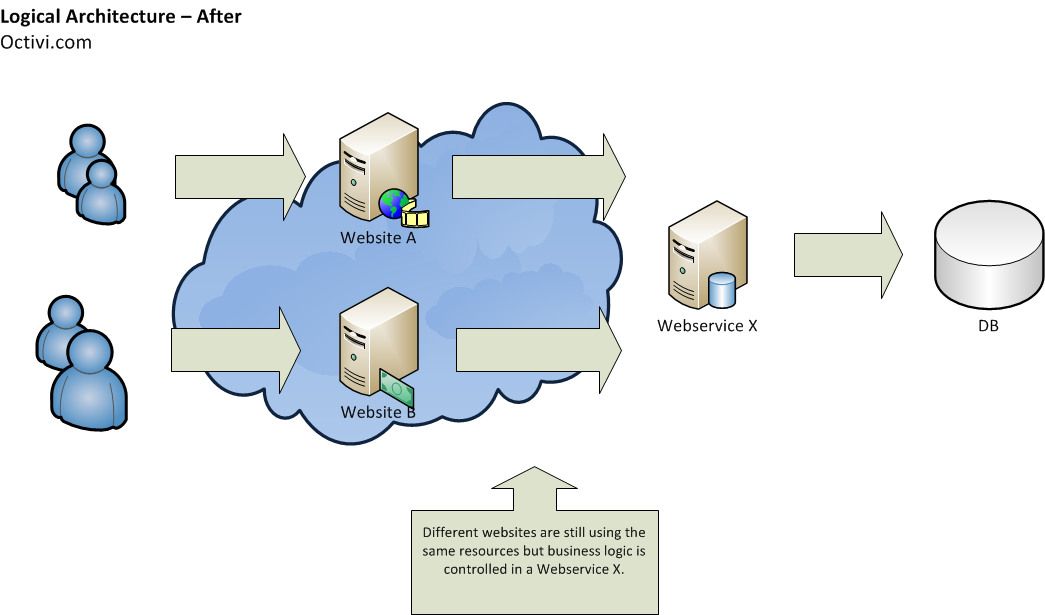 Logical Architecture – After
Octivi.com
Website A
Website B
Webservice X
DB
Different websites are still using the
same resources but business logic is
controlled in a Webservice X.